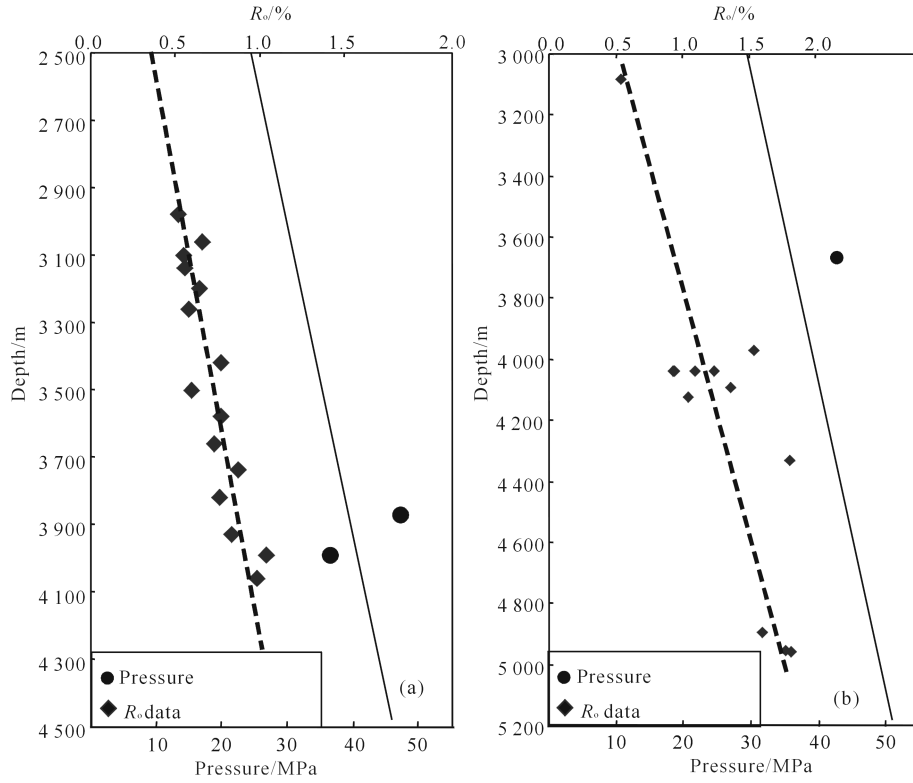 Rₒ/%
0.0 0.5 1.0 1.5 2.0
2 500
2 700
2 900
3 100
3 300
3 500
3 700
3 900
4 100
4 300
4 500
Depth/m
Pressure
Rₒ data
(a)
10 20 30 40 50
Pressure/MPa
Rₒ/%
0.0 0.5 1.0 1.5 2.0
3 000
3 200
3 400
3 600
3 800
4 000
4 200
4 400
4 600
4 800
5 000
5 200
Depth/m
Pressure
Rₒ data
(b)
10 20 30 40 50
Pressure/MPa